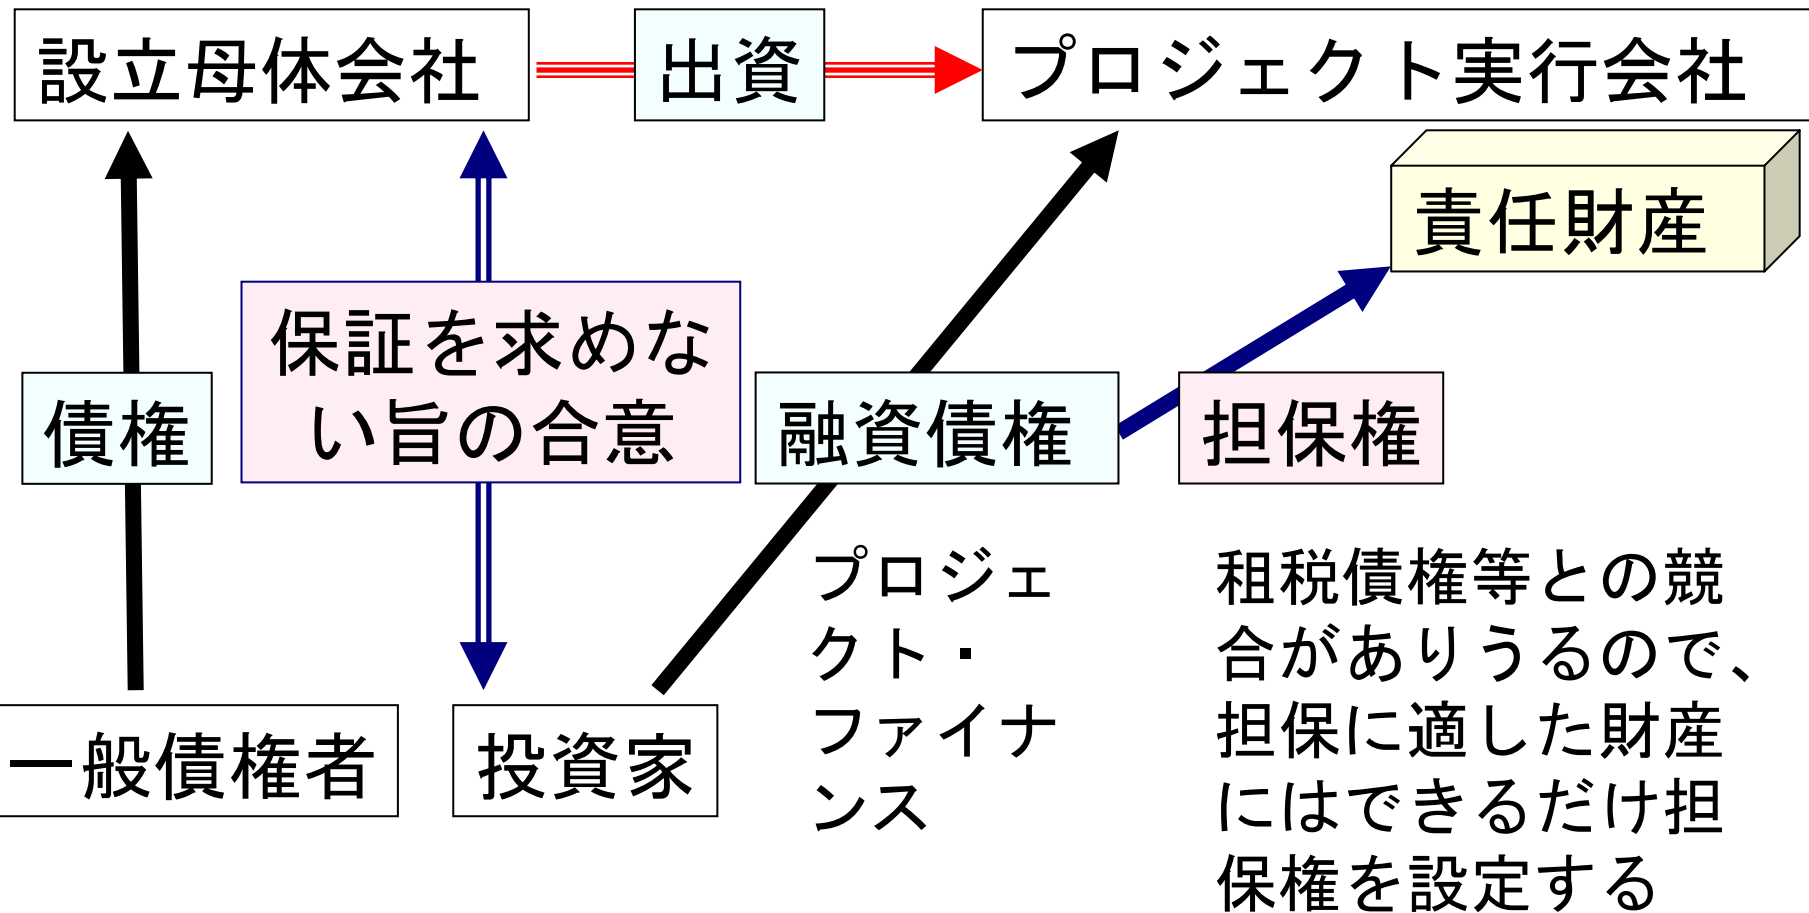 設立母体会社
出資
プロジェクト実行会社
責任財産
保証を求めな
い旨の合意
債権
融資債権
担保権
プロジェ
クト・
ファイナ
ンス
租税債権等との競
合がありうるので、
担保に適した財産
にはできるだけ担
保権を設定する
一般債権者
投資家